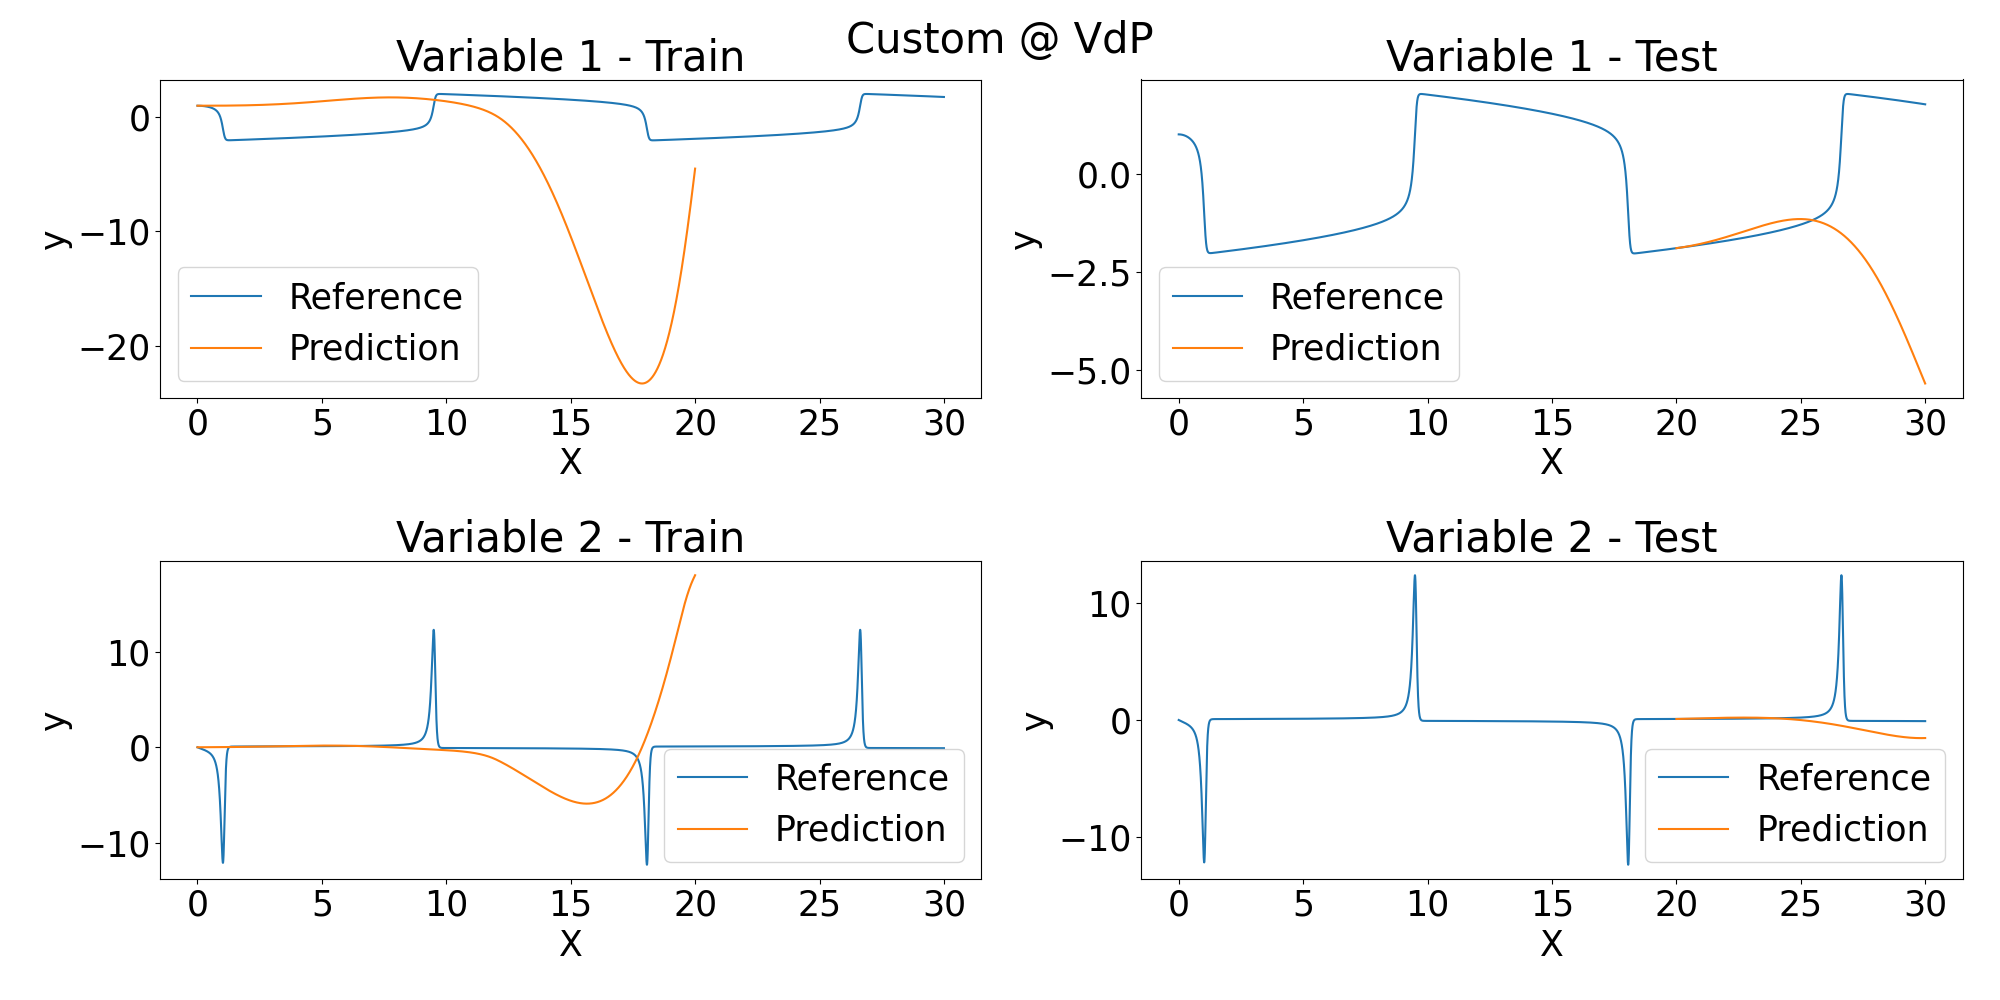 Custom @ VdP
Variable 1 - Train
0
−10
−20
y
Reference
Prediction
0 5 10 15 20 25 30
X
Variable 1 - Test
0.0
−2.5
−5.0
y
Reference
Prediction
0 5 10 15 20 25 30
X
Variable 2 - Train
10
0
−10
y
Reference
Prediction
0 5 10 15 20 25 30
X
Variable 2 - Test
10
0
−10
y
Reference
Prediction
0 5 10 15 20 25 30
X